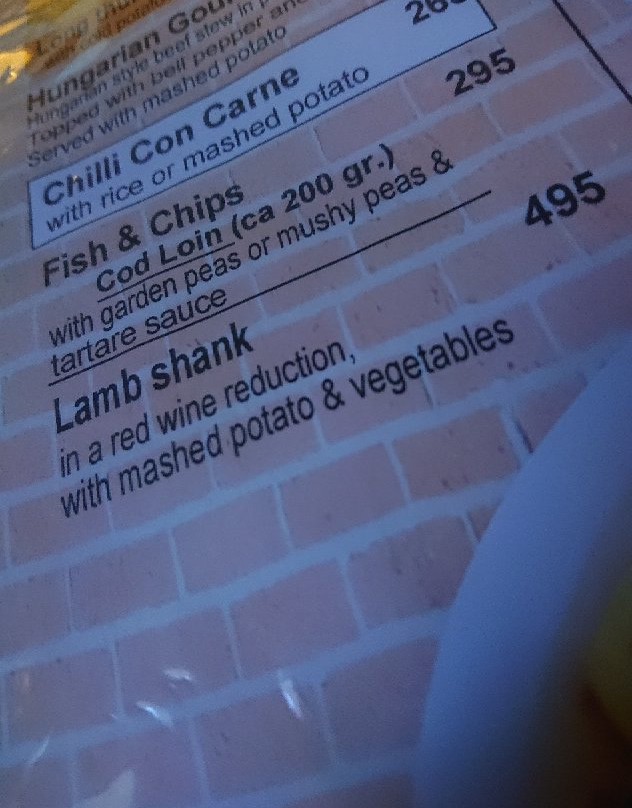 Hungarian Gou
Hungarian style beef stew in
Topped with bell pepper and
Served with mashed potato
Chilli Con Carne
with rice or mashed potato
295
Fish & Chips
Cod Loin (ca 200 gr.)
with garden peas or mushy peas &
tartare sauce
495
Lamb shank
in a red wine reduction,
with mashed potato & vegetables